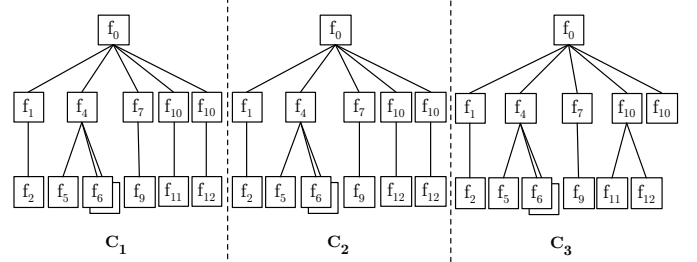 f₀ f₀ f₀
f₁ f₄ f₇ f₁₀ f₁₀ f₁ f₄ f₇ f₁₀ f₁₀ f₁ f₄ f₇ f₁₀ f₁₀
f₂ f₅ f₆ f₉ f₁₁ f₁₂ f₂ f₅ f₆ f₉ f₁₂ f₁₂ f₂ f₅ f₆ f₉ f₁₁ f₁₂
C₁ C₂ C₃